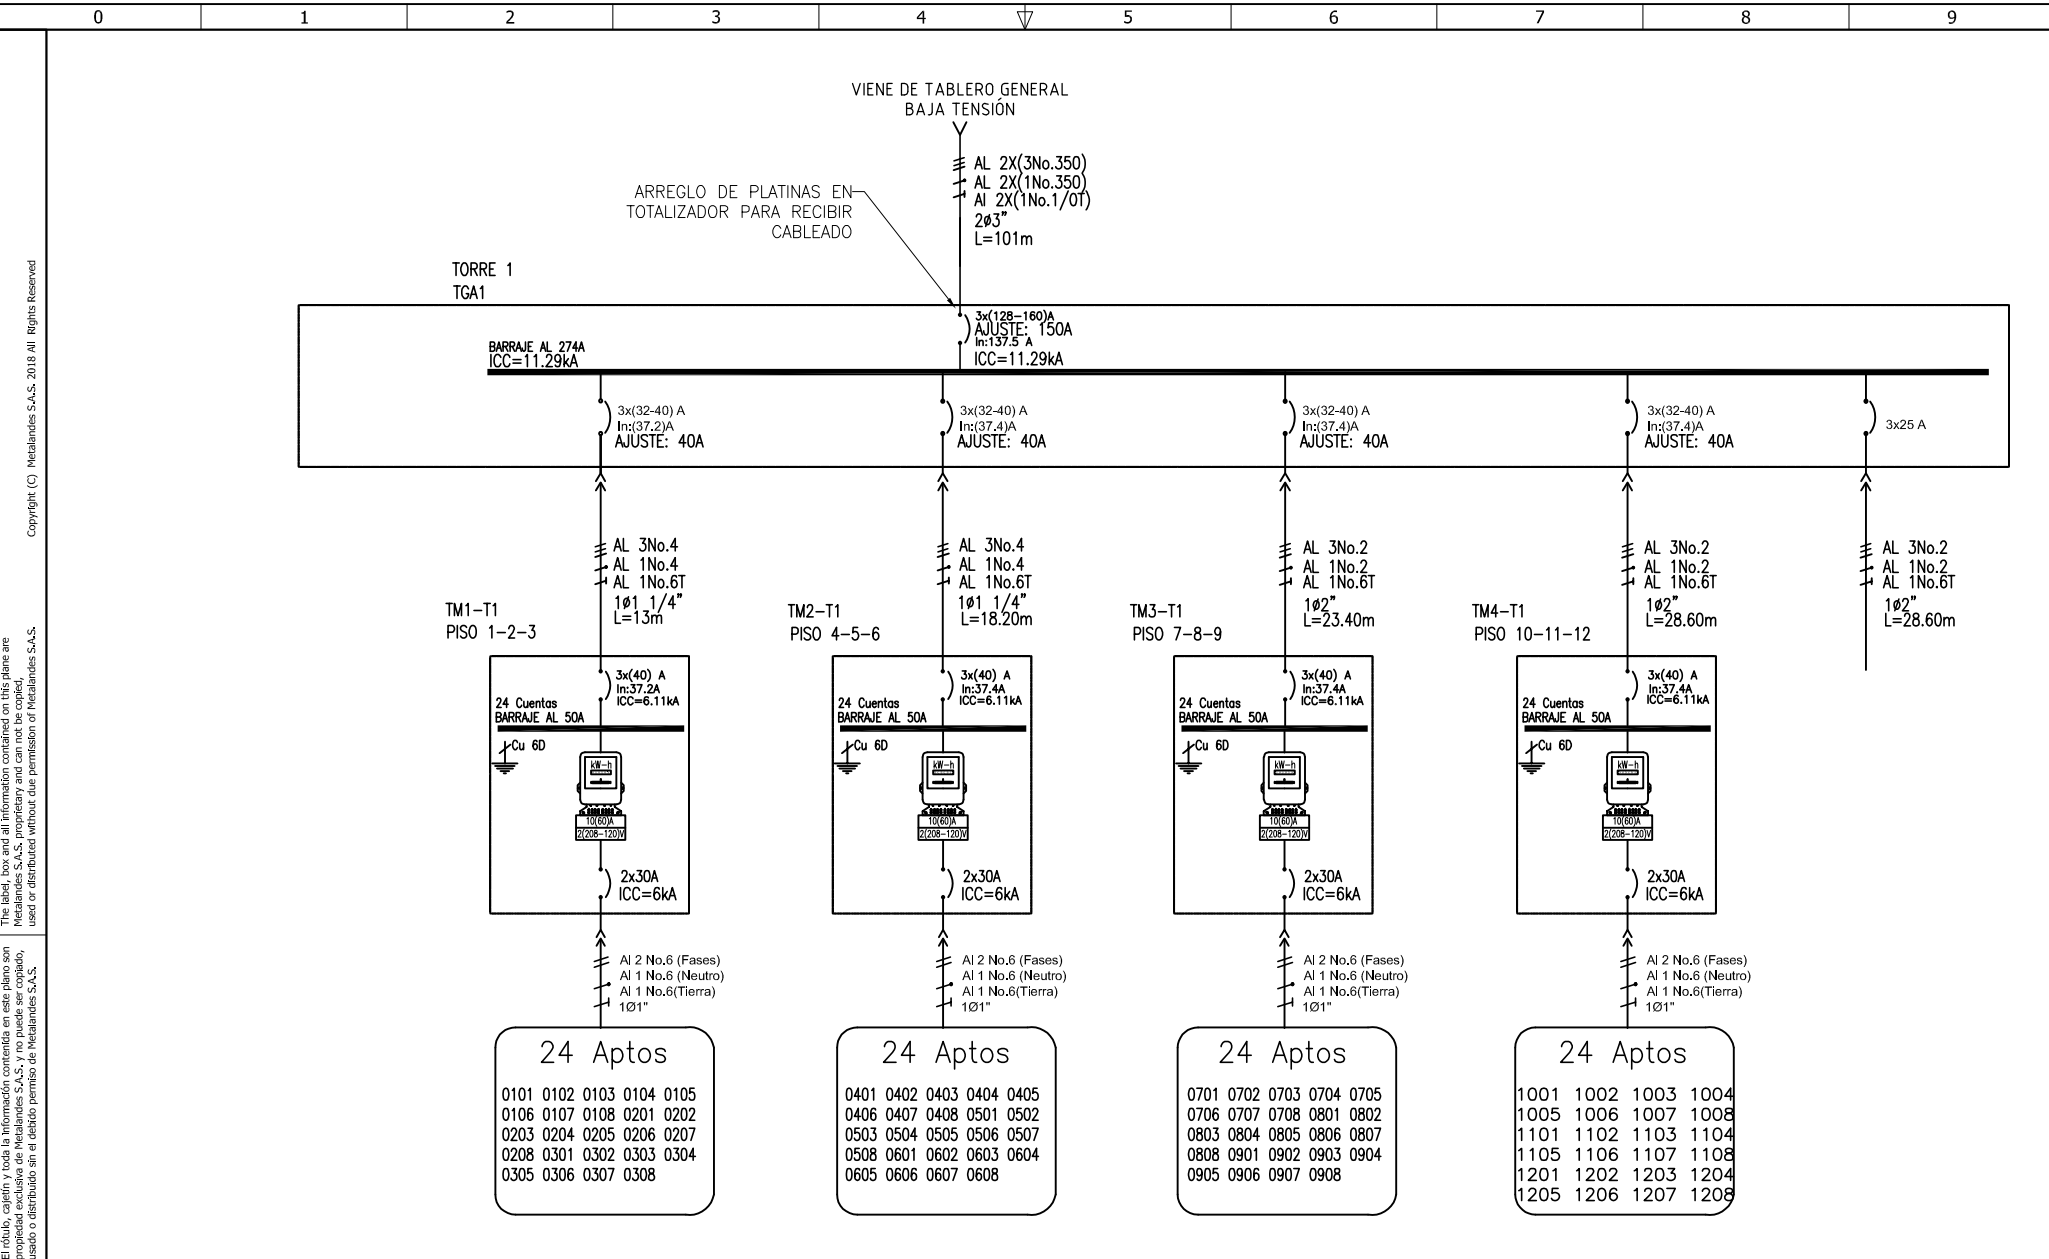 0 1 2 3 4 5 6 7 8 9
VIENE DE TABLERO GENERAL
BAJA TENSIÓN
AL 2X(3No.350)
AL 2X(1No.350)
Al 2X(1No.1/0T)
2ø3"
L=101m
ARREGLO DE PLATINAS EN
TOTALIZADOR PARA RECIBIR
CABLEADO
TORRE 1
TGA1
3x(128-160)A
AJUSTE: 150A
In:137.5 A
ICC=11.29kA
BARRAJE AL 274A
ICC=11.29kA
3x(32-40) A
In:(37.2)A
AJUSTE: 40A
3x(32-40) A
In:(37.4)A
AJUSTE: 40A
3x(32-40) A
In:(37.4)A
AJUSTE: 40A
3x(32-40) A
In:(37.4)A
AJUSTE: 40A
3x25 A
AL 3No.4
AL 1No.4
AL 1No.6T
1ø1 1/4"
L=13m
AL 3No.4
AL 1No.4
AL 1No.6T
1ø1 1/4"
L=18.20m
AL 3No.2
AL 1No.2
AL 1No.6T
1ø2"
L=23.40m
AL 3No.2
AL 1No.2
AL 1No.6T
1ø2"
L=28.60m
AL 3No.2
AL 1No.2
AL 1No.6T
1ø2"
L=28.60m
TM1-T1
PISO 1-2-3
3x(40) A
In:37.2A
ICC=6.11kA
24 Cuentas
BARRAJE AL 50A
Cu 6D
kW-h
10(60)A
2(208-120)V
2x30A
ICC=6kA
TM2-T1
PISO 4-5-6
3x(40) A
In:37.4A
ICC=6.11kA
24 Cuentas
BARRAJE AL 50A
Cu 6D
kW-h
10(60)A
2(208-120)V
2x30A
ICC=6kA
TM3-T1
PISO 7-8-9
3x(40) A
In:37.4A
ICC=6.11kA
24 Cuentas
BARRAJE AL 50A
Cu 6D
kW-h
10(60)A
2(208-120)V
2x30A
ICC=6kA
TM4-T1
PISO 10-11-12
3x(40) A
In:37.4A
ICC=6.11kA
24 Cuentas
BARRAJE AL 50A
Cu 6D
kW-h
10(60)A
2(208-120)V
2x30A
ICC=6kA
Al 2 No.6 (Fases)
Al 1 No.6 (Neutro)
Al 1 No.6(Tierra)
1Ø1"
Al 2 No.6 (Fases)
Al 1 No.6 (Neutro)
Al 1 No.6(Tierra)
1Ø1"
Al 2 No.6 (Fases)
Al 1 No.6 (Neutro)
Al 1 No.6(Tierra)
1Ø1"
Al 2 No.6 (Fases)
Al 1 No.6 (Neutro)
Al 1 No.6(Tierra)
1Ø1"
24 Aptos
0101 0102 0103 0104 0105
0106 0107 0108 0201 0202
0203 0204 0205 0206 0207
0208 0301 0302 0303 0304
0305 0306 0307 0308
24 Aptos
0401 0402 0403 0404 0405
0406 0407 0408 0501 0502
0503 0504 0505 0506 0507
0508 0601 0602 0603 0604
0605 0606 0607 0608
24 Aptos
0701 0702 0703 0704 0705
0706 0707 0708 0801 0802
0803 0804 0805 0806 0807
0808 0901 0902 0903 0904
0905 0906 0907 0908
24 Aptos
1001 1002 1003 1004
1005 1006 1007 1008
1101 1102 1103 1104
1105 1106 1107 1108
1201 1202 1203 1204
1205 1206 1207 1208
Copyright (C) Metalandes S.A.S. 2018 All Rights Reserved
The label, box and all information contained on this plane are
Metalandes S.A.S. proprietary and can not be copied,
used or distributed without due permission of Metalandes S.A.S.
El rótulo, cajetín y toda la información contenida en este plano son
propiedad exclusiva de Metalandes S.A.S. y no puede ser copiado,
usado o distribuido sin el debido permiso de Metalandes S.A.S.